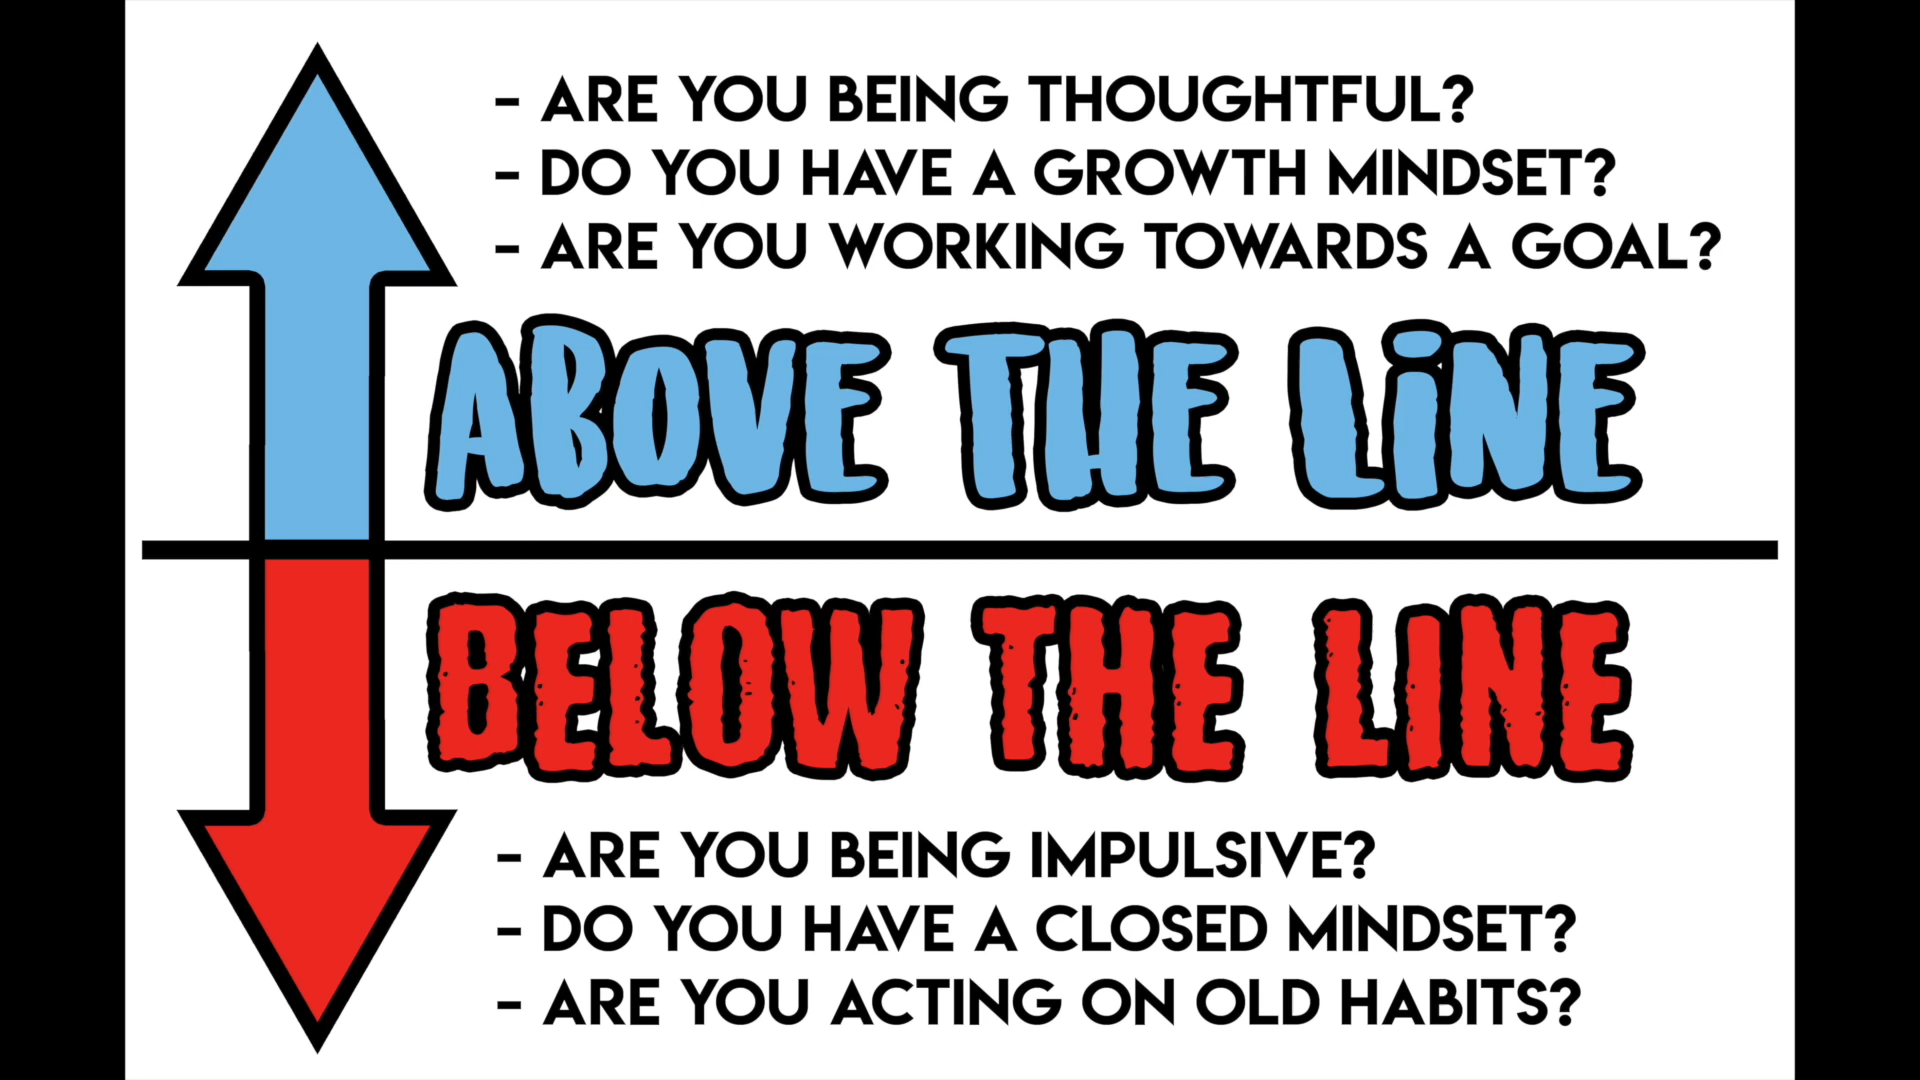 - ARE YOU BEING THOUGHTFUL?
- DO YOU HAVE A GROWTH MINDSET?
- ARE YOU WORKING TOWARDS A GOAL?
ABOVE THE LiNE
BELOW THE LINE
- ARE YOU BEING IMPULSIVE?
- DO YOU HAVE A CLOSED MINDSET?
- ARE YOU ACTING ON OLD HABITS?